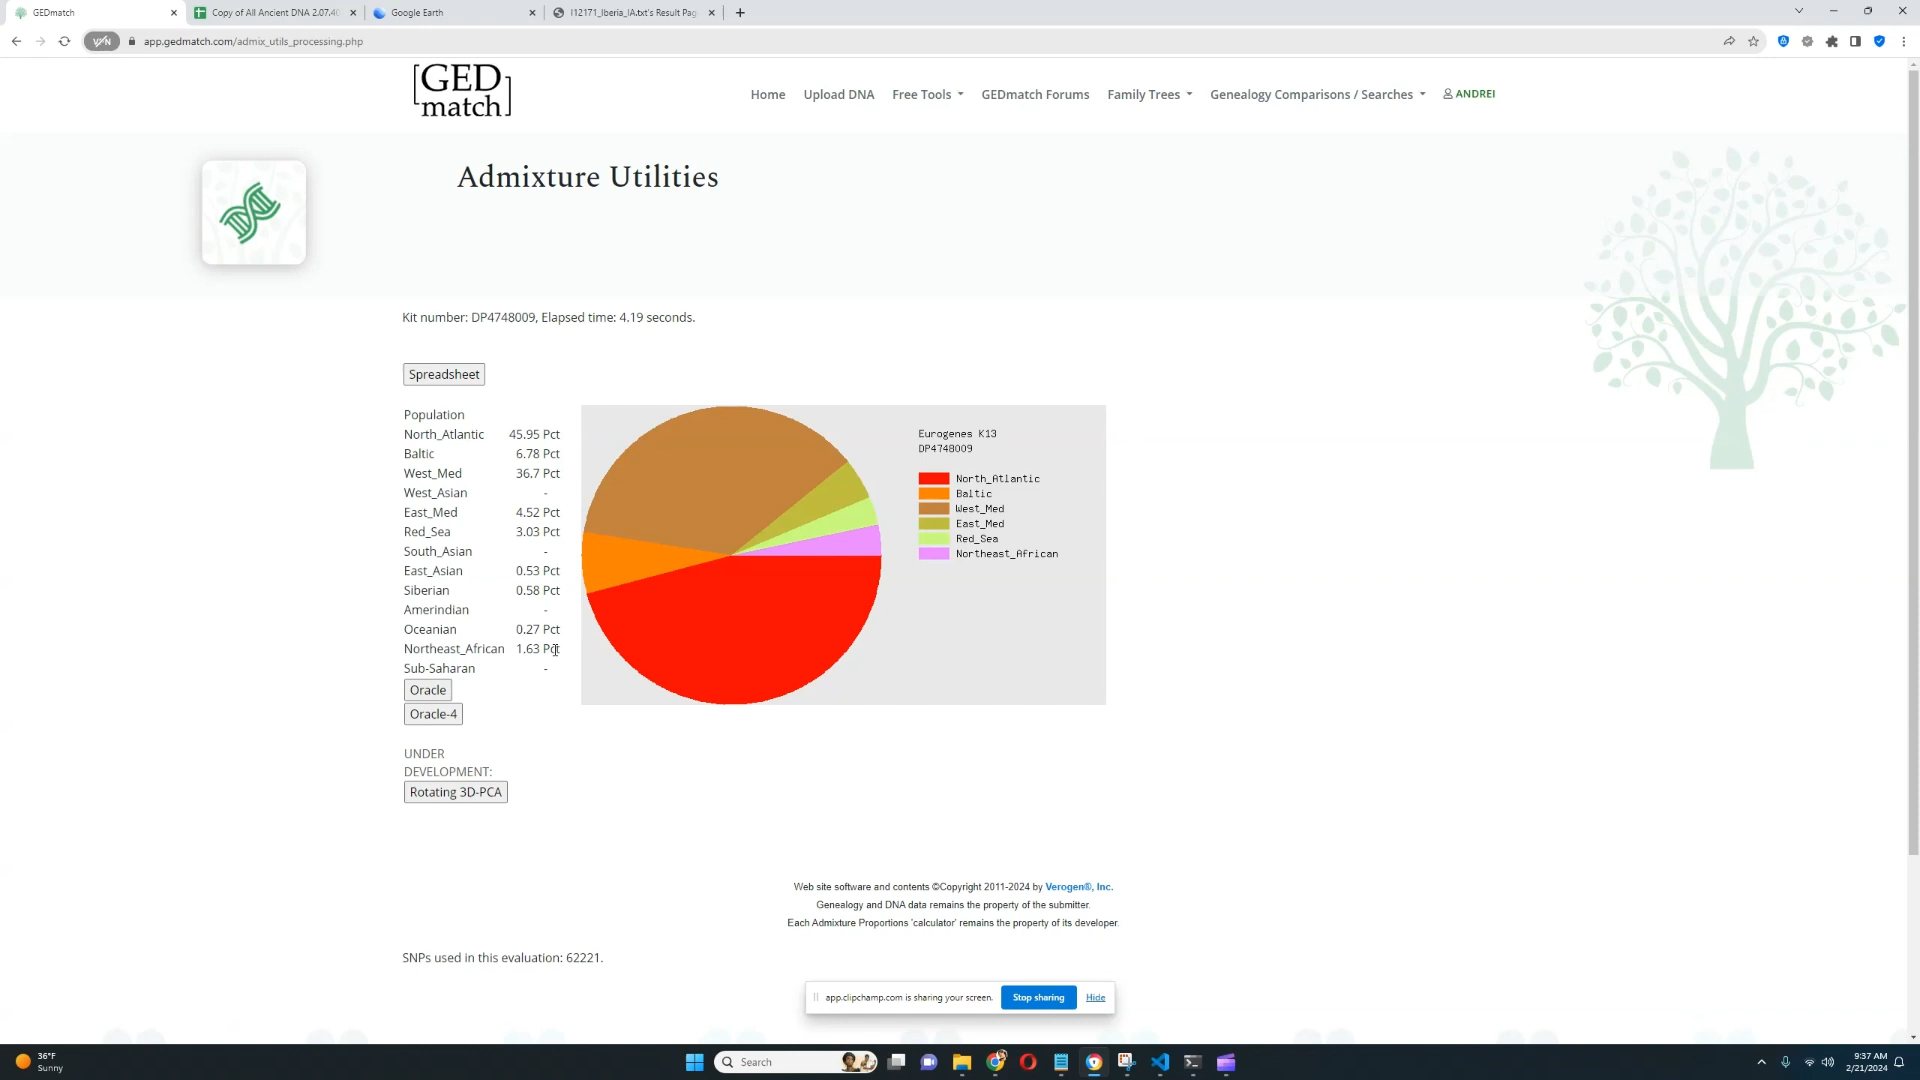 GEDmatch
Copy of All Ancient DNA 2.07.40
Google Earth
I12171_Iberia_IA.txt's Result Pag
app.gedmatch.com/admix_utils_processing.php
[GED
match]
Home
Upload DNA
Free Tools
GEDmatch Forums
Family Trees
Genealogy Comparisons / Searches
ANDREI
Admixture Utilities
Kit number: DP4748009, Elapsed time: 4.19 seconds.
Spreadsheet
Population
North_Atlantic 45.95 Pct
Baltic 6.78 Pct
West_Med 36.7 Pct
West_Asian -
East_Med 4.52 Pct
Red_Sea 3.03 Pct
South_Asian -
East_Asian 0.53 Pct
Siberian 0.58 Pct
Amerindian -
Oceanian 0.27 Pct
Northeast_African 1.63 Pct
Sub-Saharan -
Oracle
Oracle-4
UNDER
DEVELOPMENT:
Rotating 3D-PCA
Eurogenes K13
DP4748009
North_Atlantic
Baltic
West_Med
East_Med
Red_Sea
Northeast_African
Web site software and contents ©Copyright 2011-2024 by Verogen®, Inc.
Genealogy and DNA data remains the property of the submitter.
Each Admixture Proportions 'calculator' remains the property of its developer.
SNPs used in this evaluation: 62221.
app.clipchamp.com is sharing your screen.
Stop sharing
Hide
36°F
Sunny
Search
9:37 AM
2/21/2024